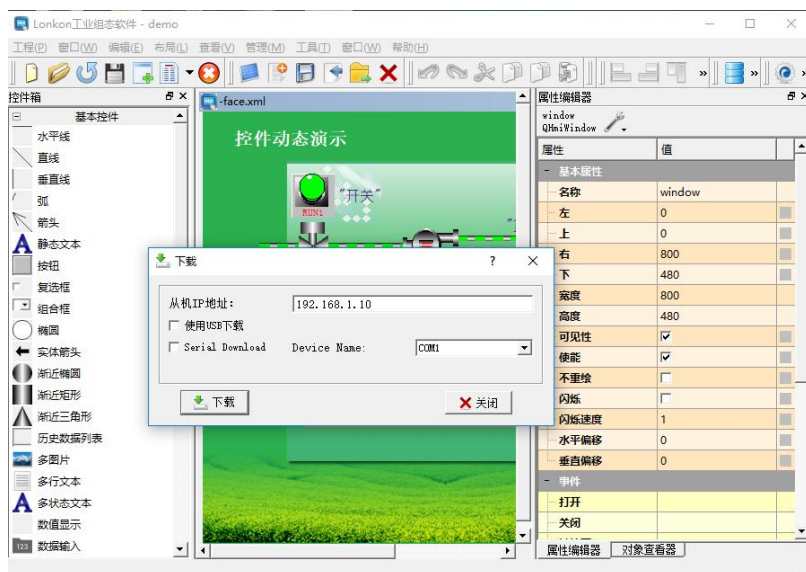 Lonkon工业组态软件 - demo
工程(P) 窗口(W) 编辑(E) 布局(L) 查看(V) 管理(M) 工具(T) 窗口(W) 帮助(H)
控件箱
基本控件
水平线
直线
垂直线
弧
箭头
静态文本
按钮
复选框
组合框
椭圆
实体箭头
渐近椭圆
渐近矩形
渐近三角形
历史数据列表
多图片
多行文本
多状态文本
数值显示
数据输入
-face.xml
控件动态演示
"开关"
RUN1
下载
从机IP地址:
192.168.1.10
使用USB下载
Serial Download Device Name: COM1
下载 关闭
属性编辑器
window
QHmiWindow
属性 值
基本属性
名称 window
左 0
上 0
右 800
下 480
宽度 800
高度 480
可见性
使能
不重绘
闪烁
闪烁速度 1
水平偏移 0
垂直偏移 0
事件
打开
关闭
属性编辑器 对象查看器